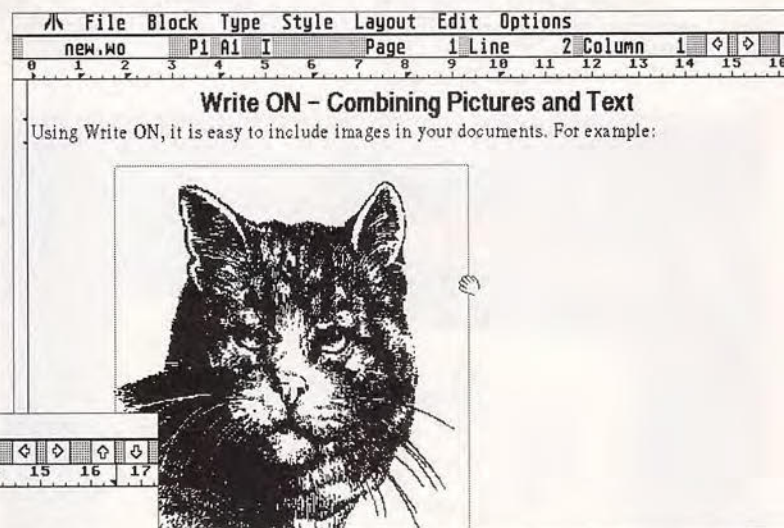 File Block Type Style Layout Edit Options
new.wo P1 A1 I Page 1 Line 2 Column 1
0 1 2 3 4 5 6 7 8 9 10 11 12 13 14 15 16
Write ON – Combining Pictures and Text
Using Write ON, it is easy to include images in your documents. For example:
15 16 17